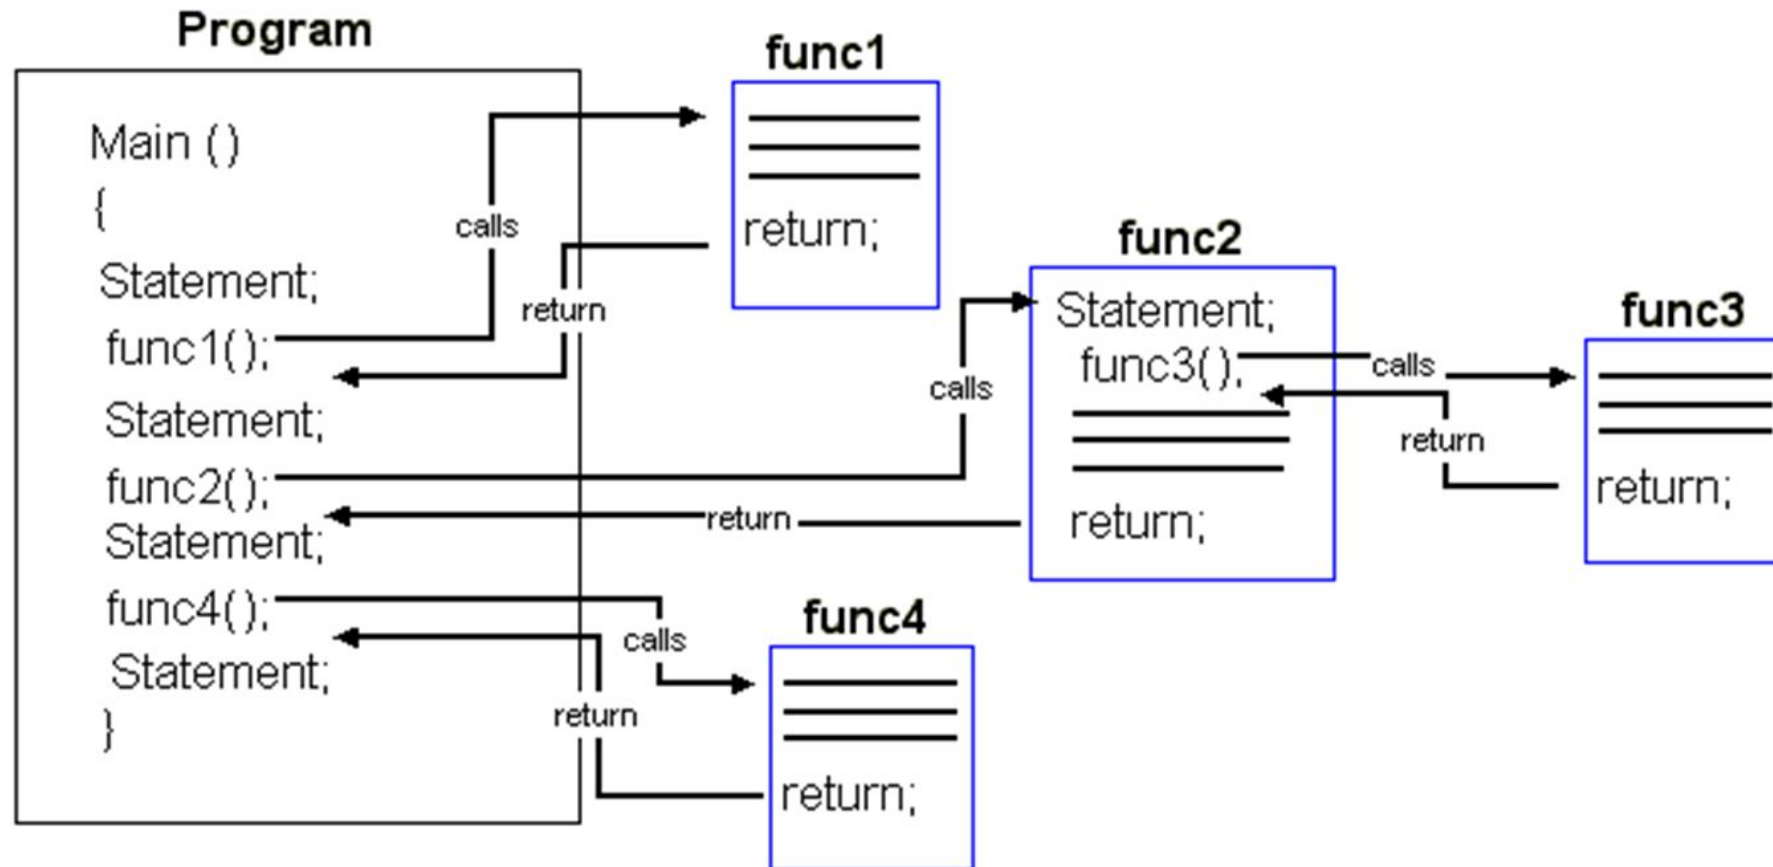 Program
Main ()
{
Statement;
func1();
Statement;
func2();
Statement;
func4();
Statement;
}
calls
return
func1
return;
calls
return
func2
Statement;
func3();
return;
calls
return
func3
return;
calls
return
func4
return;